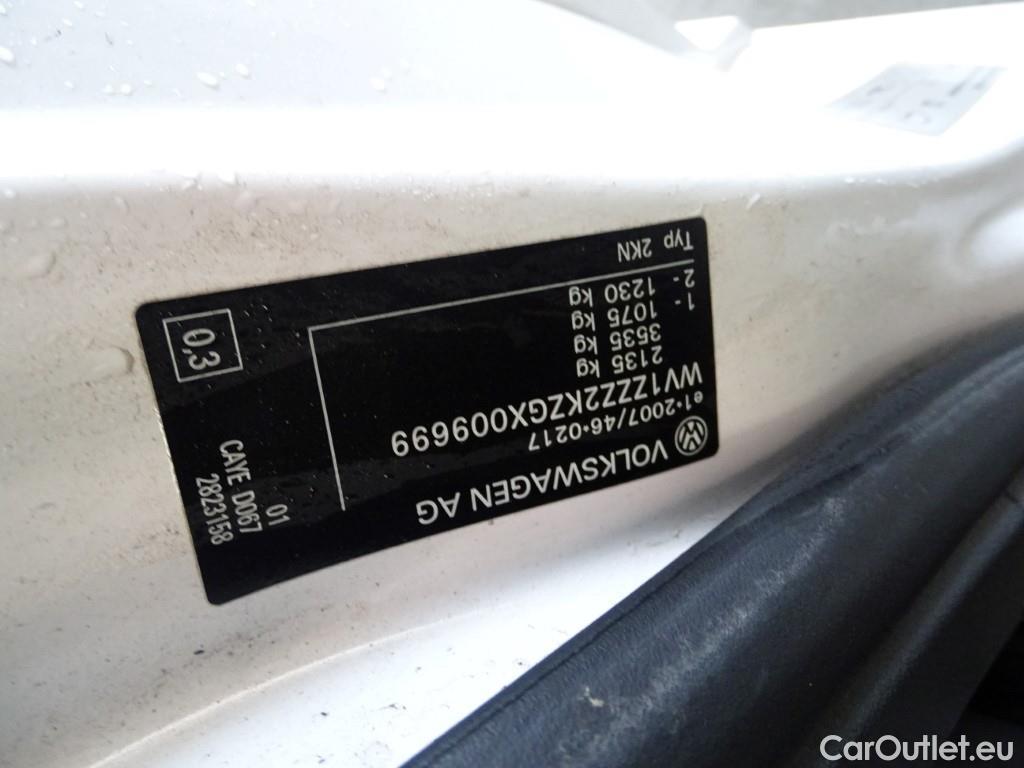 VOLKSWAGEN AG
e1*2007/46*0217
WV1ZZZ2KZGX009699
2135 kg
3535 kg
1 - 1075 kg
2 - 1230 kg
Typ 2KN
01
CAYE D067
2823158
0,3
CarOutlet.eu